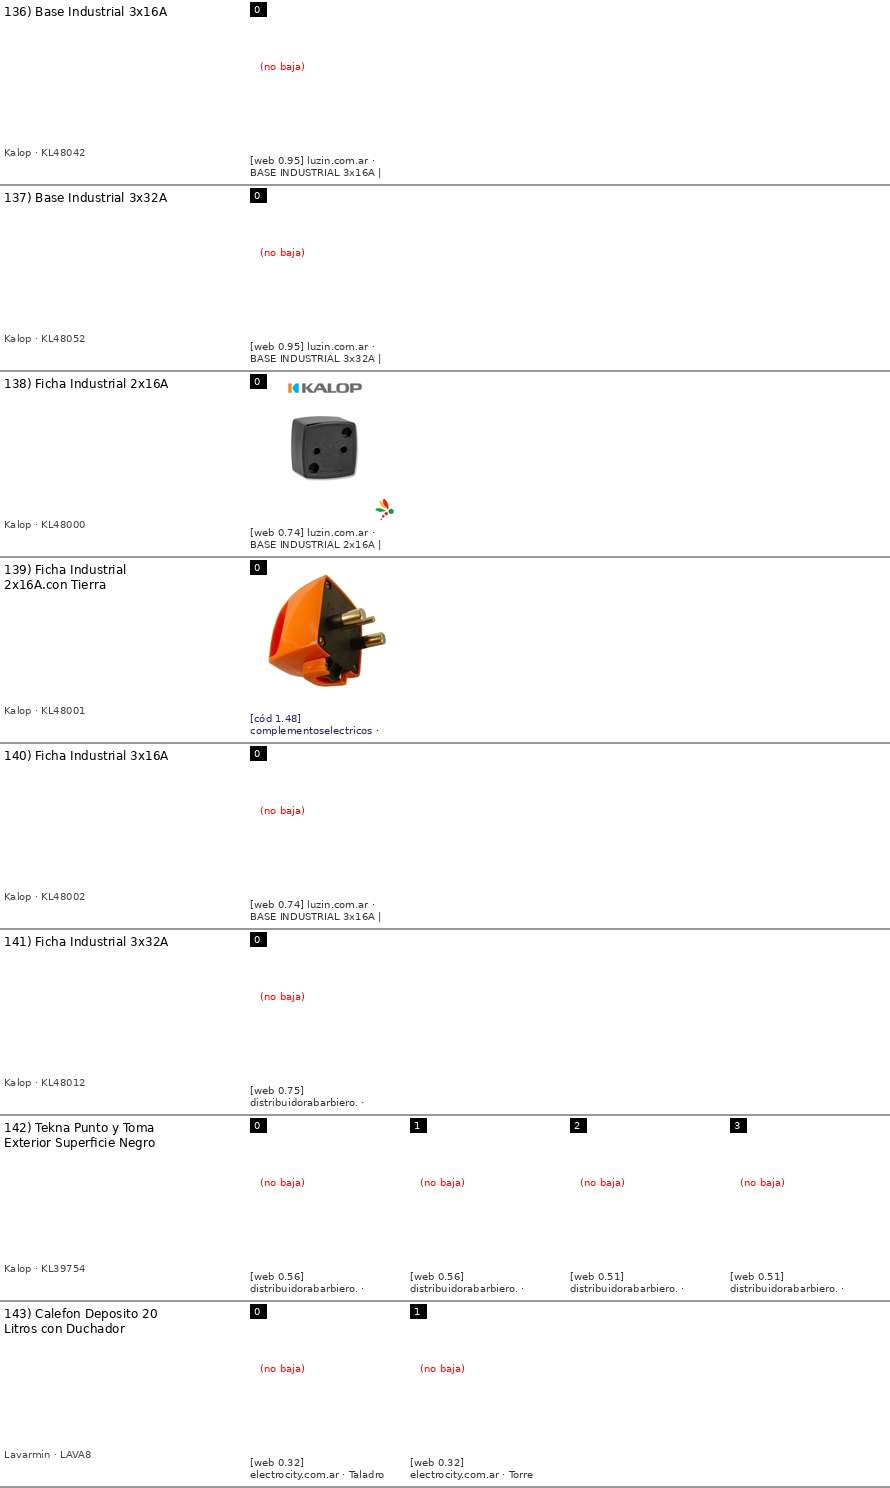 136) Base Industrial 3x16A
0
(no baja)
Kalop · KL48042
[web 0.95] luzin.com.ar ·
BASE INDUSTRIAL 3x16A |
137) Base Industrial 3x32A
0
(no baja)
Kalop · KL48052
[web 0.95] luzin.com.ar ·
BASE INDUSTRIAL 3x32A |
138) Ficha Industrial 2x16A
0
KALOP
Kalop · KL48000
[web 0.74] luzin.com.ar ·
BASE INDUSTRIAL 2x16A |
139) Ficha Industrial
2x16A.con Tierra
0
Kalop · KL48001
[cód 1.48]
complementoselectricos ·
140) Ficha Industrial 3x16A
0
(no baja)
Kalop · KL48002
[web 0.74] luzin.com.ar ·
BASE INDUSTRIAL 3x16A |
141) Ficha Industrial 3x32A
0
(no baja)
Kalop · KL48012
[web 0.75]
distribuidorabarbiero. ·
142) Tekna Punto y Toma
Exterior Superficie Negro
0
1
2
3
(no baja)
(no baja)
(no baja)
(no baja)
Kalop · KL39754
[web 0.56]
distribuidorabarbiero. ·
[web 0.56]
distribuidorabarbiero. ·
[web 0.51]
distribuidorabarbiero. ·
[web 0.51]
distribuidorabarbiero. ·
143) Calefon Deposito 20
Litros con Duchador
0
1
(no baja)
(no baja)
Lavarmin · LAVA8
[web 0.32]
electrocity.com.ar · Taladro
[web 0.32]
electrocity.com.ar · Torre